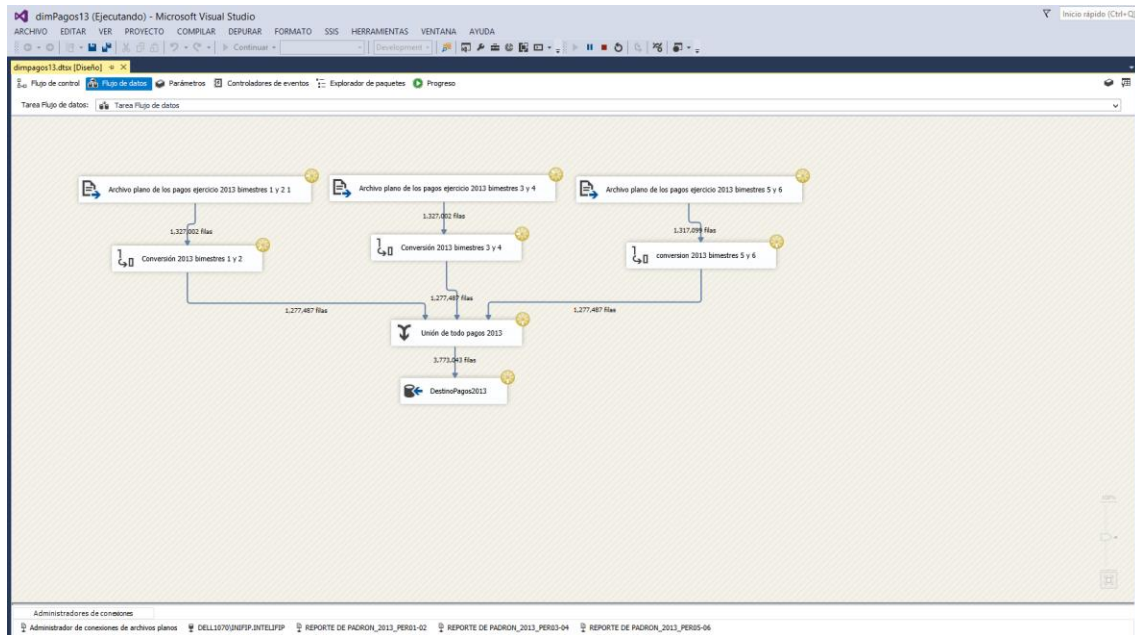 dimPagos13 (Ejecutando) - Microsoft Visual Studio
Inicio rápido (Ctrl+Q
ARCHIVO EDITAR VER PROYECTO COMPILAR DEPURAR FORMATO SSIS HERRAMIENTAS VENTANA AYUDA
Continuar Development
dimpagos13.dtsx [Diseño]
Flujo de control Flujo de datos Parámetros Controladores de eventos Explorador de paquetes Progreso
Tarea Flujo de datos: Tarea Flujo de datos
Archivo plano de los pagos ejercicio 2013 bimestres 1 y 2 1
Archivo plano de los pagos ejercicio 2013 bimestres 3 y 4
Archivo plano de los pagos ejercicio 2013 bimestres 5 y 6
1,327,002 filas
1,327,002 filas
1,317,099 filas
Conversión 2013 bimestres 1 y 2
Conversión 2013 bimestres 3 y 4
conversion 2013 bimestres 5 y 6
1,277,487 filas
1,277,487 filas
1,277,487 filas
Unión de todo pagos 2013
3,773,043 filas
DestinoPagos2013
100%
Administradores de conexiones
Administrador de conexiones de archivos planos DELL1070\INIFIP.INTELIFIP REPORTE DE PADRON_2013_PER01-02 REPORTE DE PADRON_2013_PER03-04 REPORTE DE PADRON_2013_PER05-06